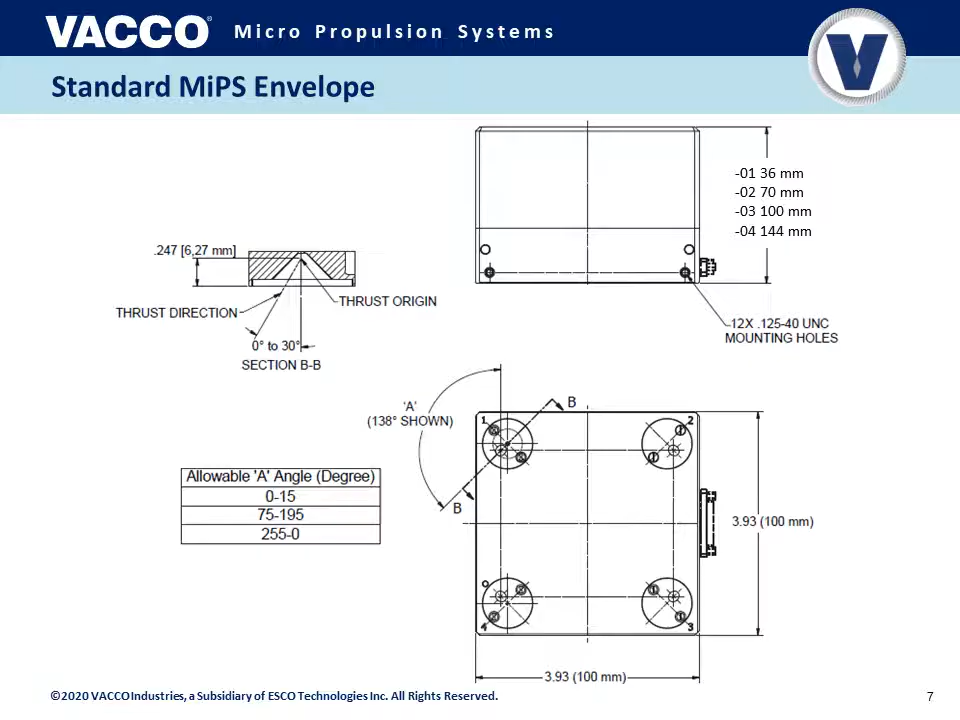 VACCO®
Micro Propulsion Systems
V
Standard MiPS Envelope
-01 36 mm
-02 70 mm
-03 100 mm
-04 144 mm
.247 [6,27 mm]
THRUST ORIGIN
THRUST DIRECTION
0° to 30°
SECTION B-B
12X .125-40 UNC
MOUNTING HOLES
'A'
(138° SHOWN)
B
B
1
2
3
4
Allowable 'A' Angle (Degree)
0-15
75-195
255-0
3.93 (100 mm)
3.93 (100 mm)
©2020 VACCO Industries, a Subsidiary of ESCO Technologies Inc. All Rights Reserved.
7